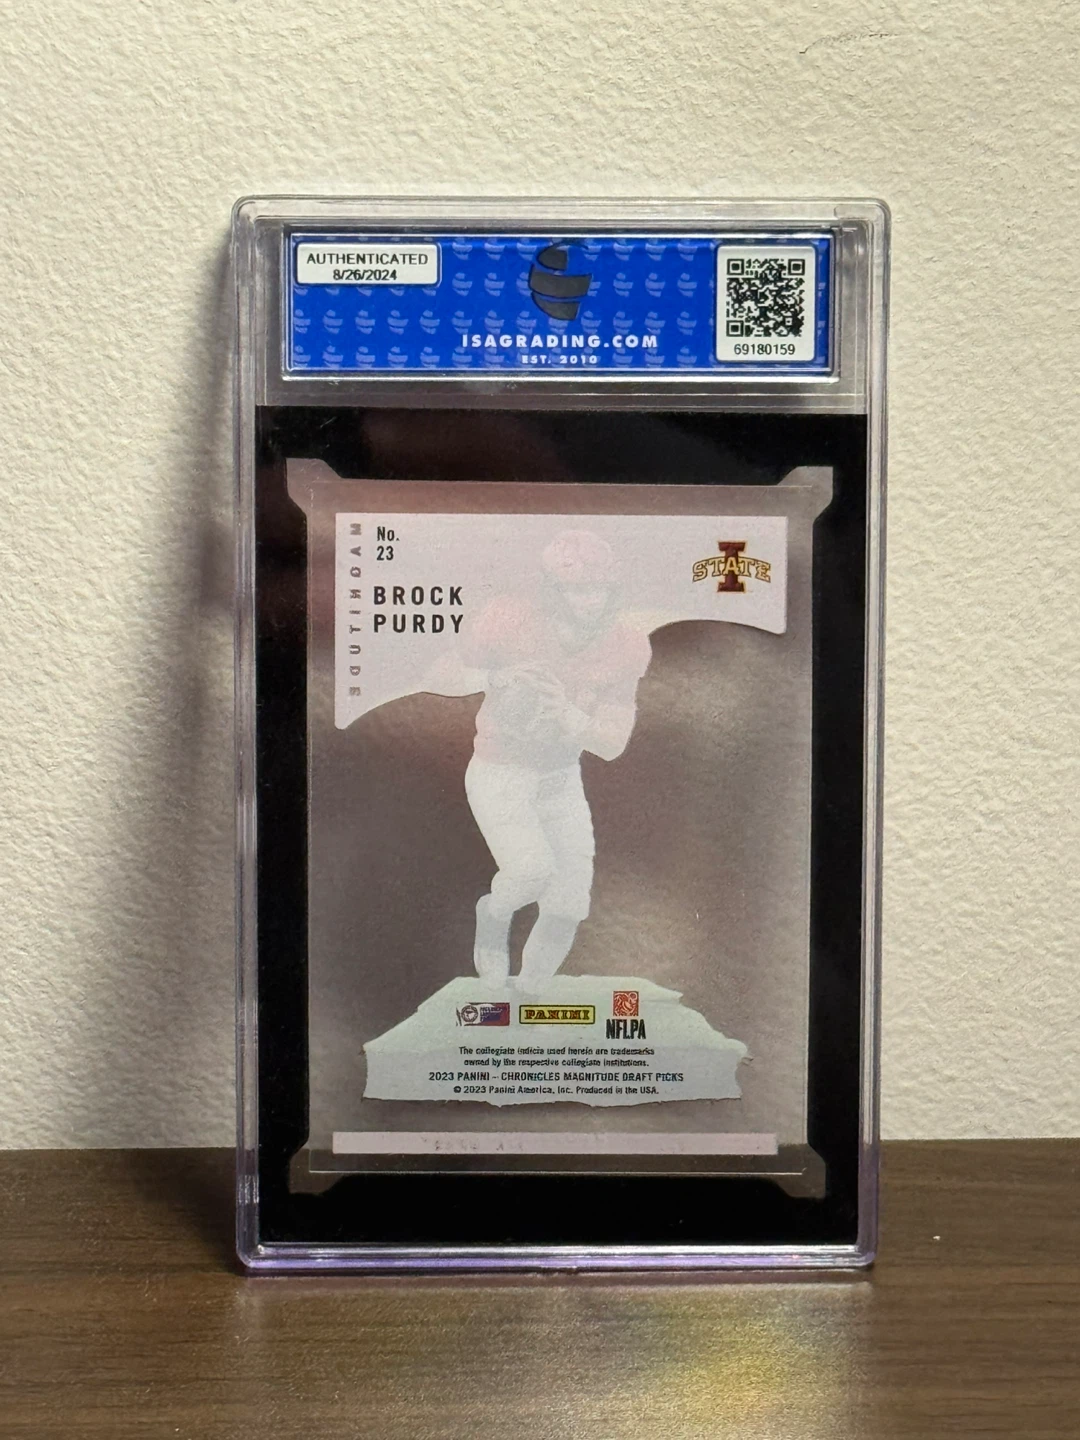 AUTHENTICATED
8/26/2024
ISAGRADING.COM
EST. 2010
69180159
MAGNITUDE
No.
23
BROCK
PURDY
I
STATE
PANINI
NFLPA
The collegiate indicia used herein are trademarks
owned by the respective collegiate institutions.
2023 PANINI – CHRONICLES MAGNITUDE DRAFT PICKS
© 2023 Panini America, Inc. Produced in the USA.